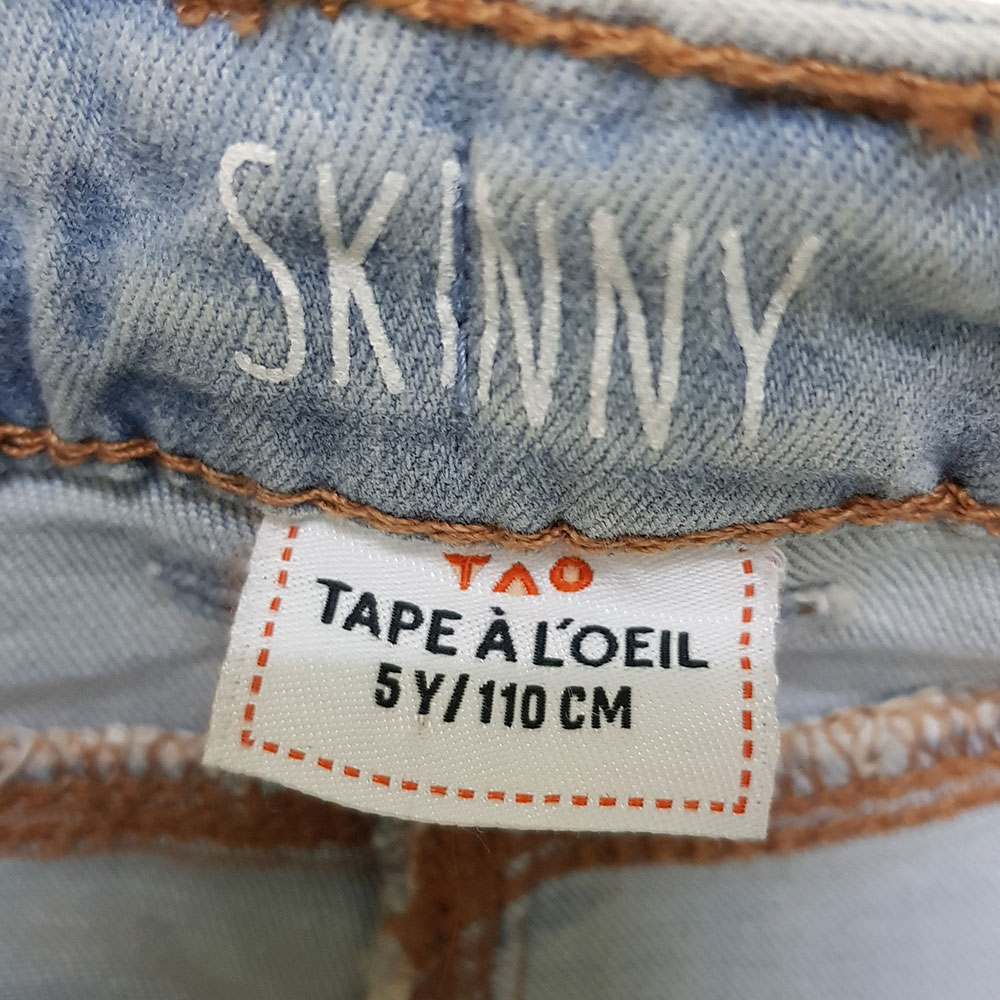 SKINNY
TAO
TAPE À L'OEIL
5 Y/110 CM